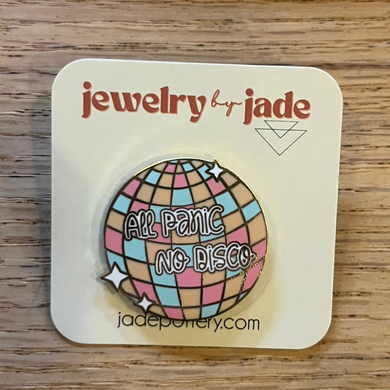 jewelry by jade
All PANIC
NO DISCO
jadepottery.com